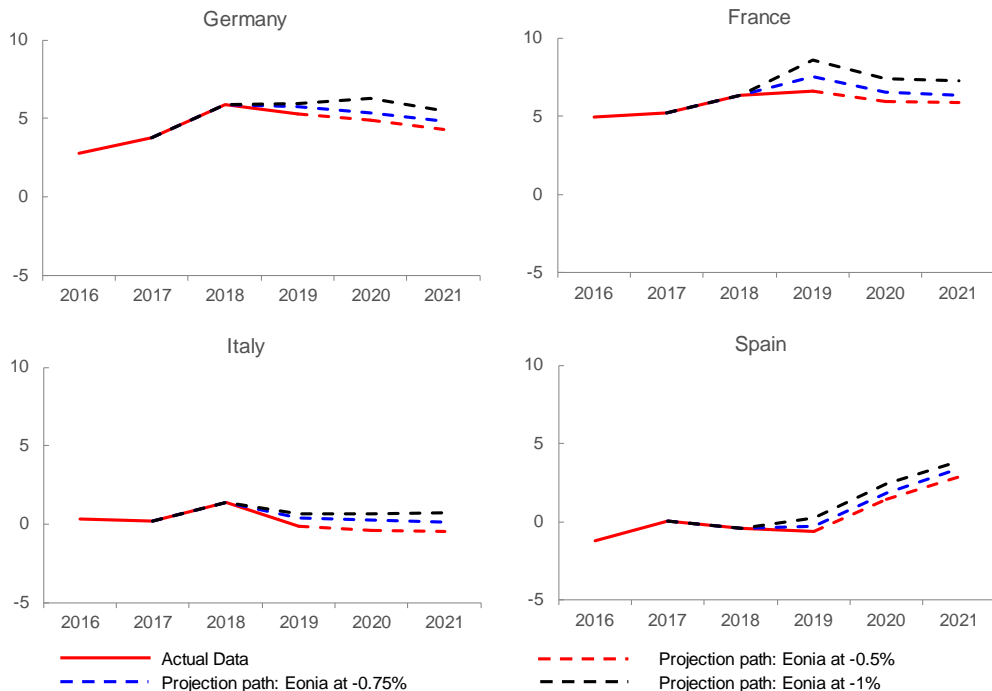 Germany
10
5
0
-5
2016 2017 2018 2019 2020 2021
France
10
5
0
-5
2016 2017 2018 2019 2020 2021
Italy
10
5
0
-5
2016 2017 2018 2019 2020 2021
Spain
10
5
0
-5
2016 2017 2018 2019 2020 2021
Actual Data
Projection path: Eonia at -0.5%
Projection path: Eonia at -0.75%
Projection path: Eonia at -1%